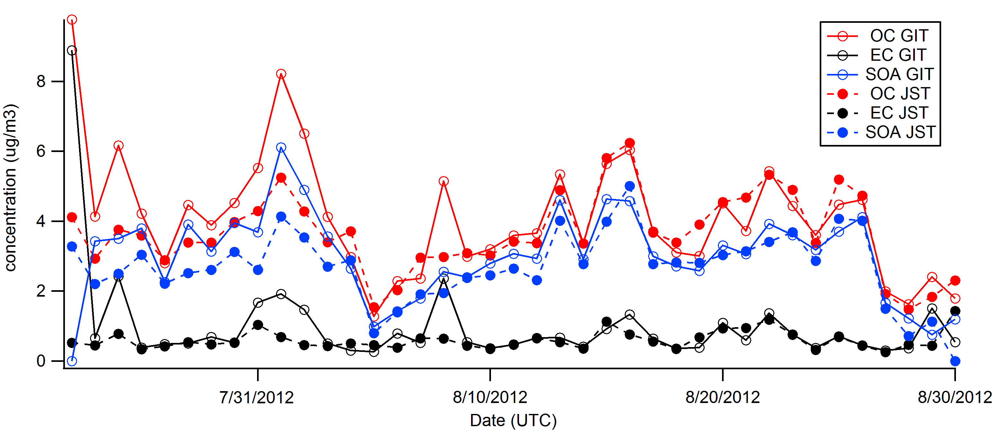 concentration (ug/m3)
8
6
4
2
0
OC GIT
EC GIT
SOA GIT
OC JST
EC JST
SOA JST
7/31/2012
8/10/2012
8/20/2012
8/30/2012
Date (UTC)